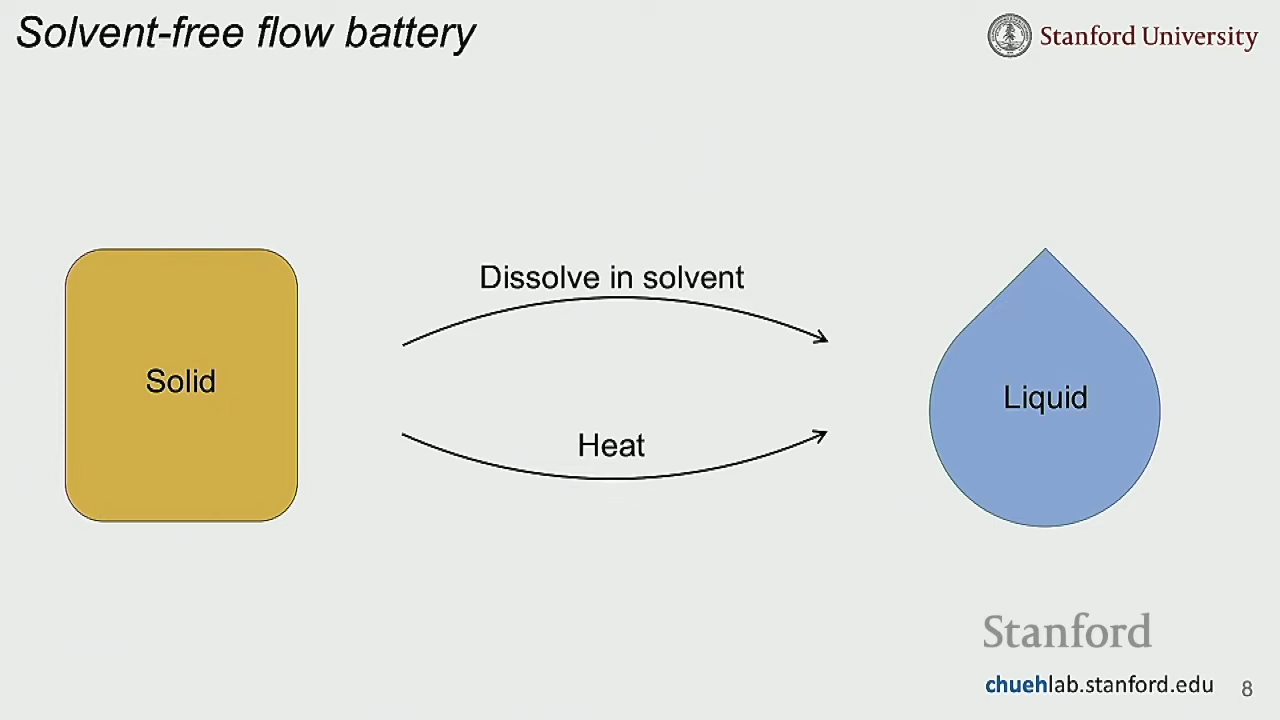 Solvent-free flow battery
Stanford University
Dissolve in solvent
Solid
Liquid
Heat
Stanford
chuehlab.stanford.edu
8